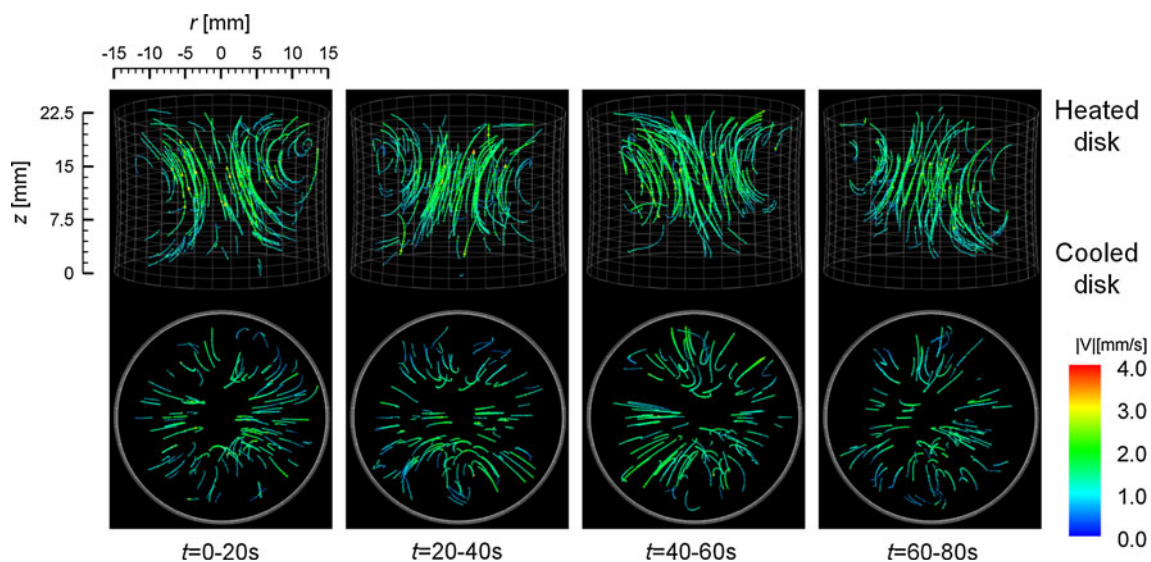 r [mm]
-15 -10 -5 0 5 10 15
22.5
15
7.5
0
z [mm]
Heated
disk
Cooled
disk
|V|[mm/s]
4.0
3.0
2.0
1.0
0.0
t=0-20s
t=20-40s
t=40-60s
t=60-80s